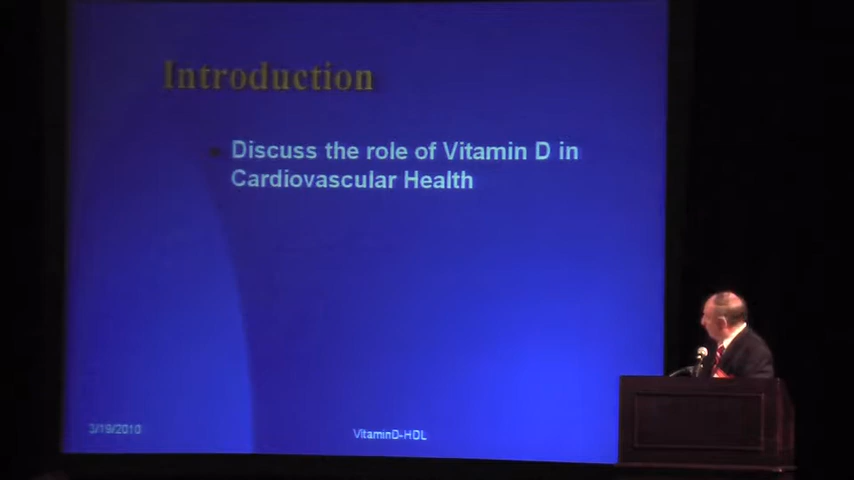 Introduction
Discuss the role of Vitamin D in
Cardiovascular Health
3/19/2010
VitaminD-HDL